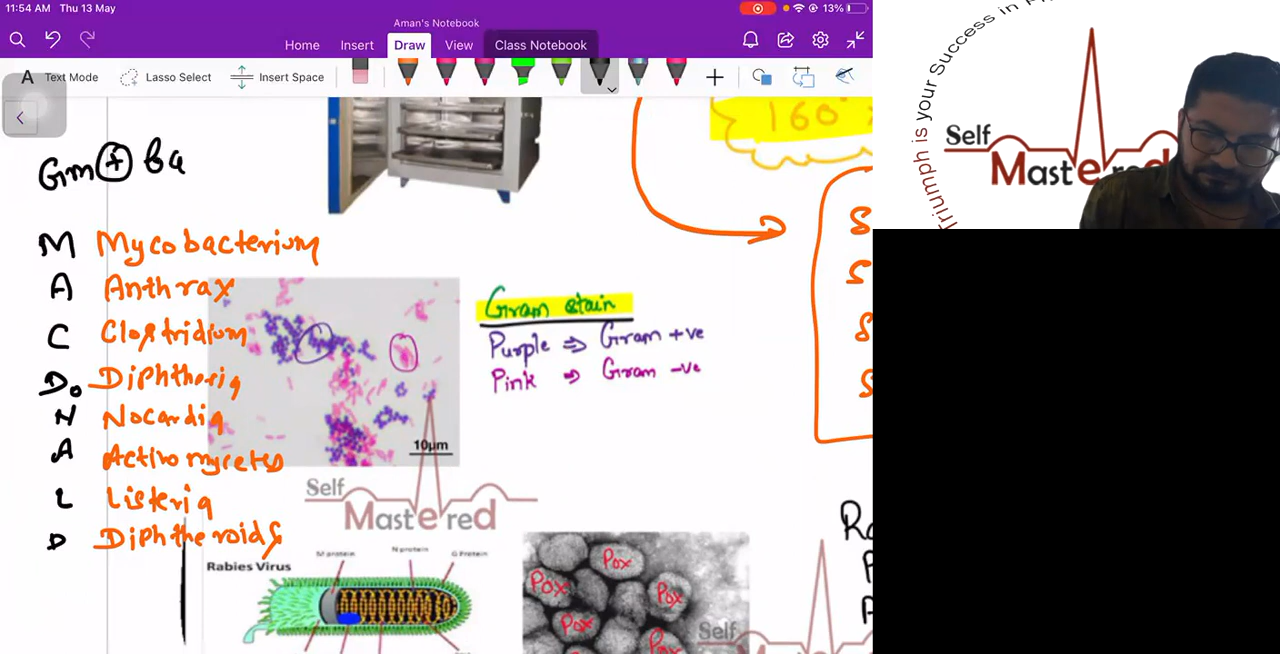 11:54 AM Thu 13 May
13%
Aman's Notebook
Home Insert Draw View Class Notebook
A Text Mode Lasso Select Insert Space
160°
Gm + ba
M Mycobacterium
A Anthrax
C Clostridium
Do Diphtheria
N Nocardia
A Actinomycetes
L Listeria
D Diphtheroids
Gram stain
Purple ⇒ Gram +ve
Pink ⇒ Gram -ve
10µm
S
S
S
S
Self
Mastered
Rabies Virus
M protein
N protein
G Protein
Pox
Pox
Pox
Pox
Pox
Self
Ra
P
Triumph is your Success in
Self
Mastered